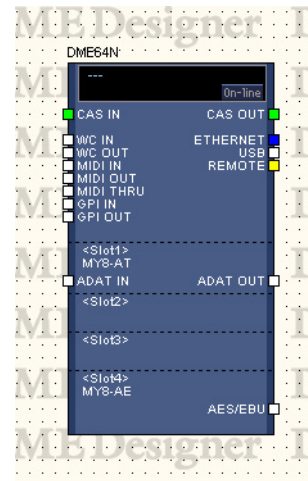 ME Designer
DME64N
---
On-line
CAS IN CAS OUT
WC IN ETHERNET
WC OUT USB
MIDI IN REMOTE
MIDI OUT
MIDI THRU
GPI IN
GPI OUT
<Slot1>
MY8-AT
ADAT IN ADAT OUT
<Slot2>
<Slot3>
<Slot4>
MY8-AE
AES/EBU
ME Designer